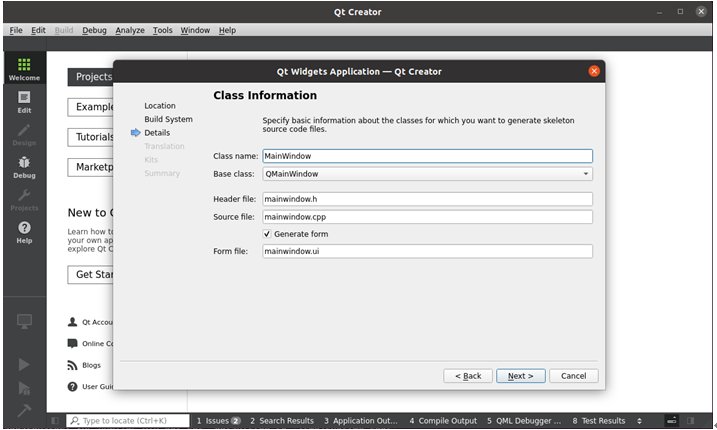 Qt Creator
File Edit Build Debug Analyze Tools Window Help
Welcome
Edit
Design
Debug
Projects
Help
Projects
Example
Tutorials
Marketp
New to
Learn how to
your own ap
explore Qt C
Get Star
Qt Accou
Online Co
Blogs
User Gui
Qt Widgets Application — Qt Creator
Location
Build System
Details
Translation
Kits
Summary
Class Information
Specify basic information about the classes for which you want to generate skeleton
source code files.
Class name: MainWindow
Base class: QMainWindow
Header file: mainwindow.h
Source file: mainwindow.cpp
Generate form
Form file: mainwindow.ui
< Back Next > Cancel
Type to locate (Ctrl+K) 1 Issues 2 2 Search Results 3 Application Out... 4 Compile Output 5 QML Debugger ... 8 Test Results